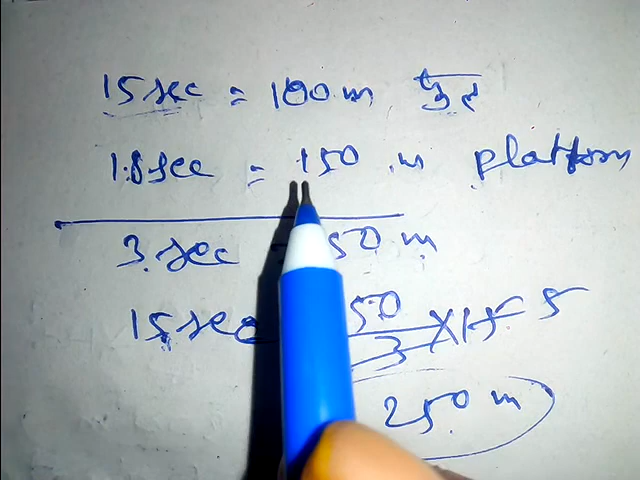 15 sec = 100 m पुल
18 sec = 150 m platform
3 sec = 50 m
15 sec 50/3 × 15 5
250 m